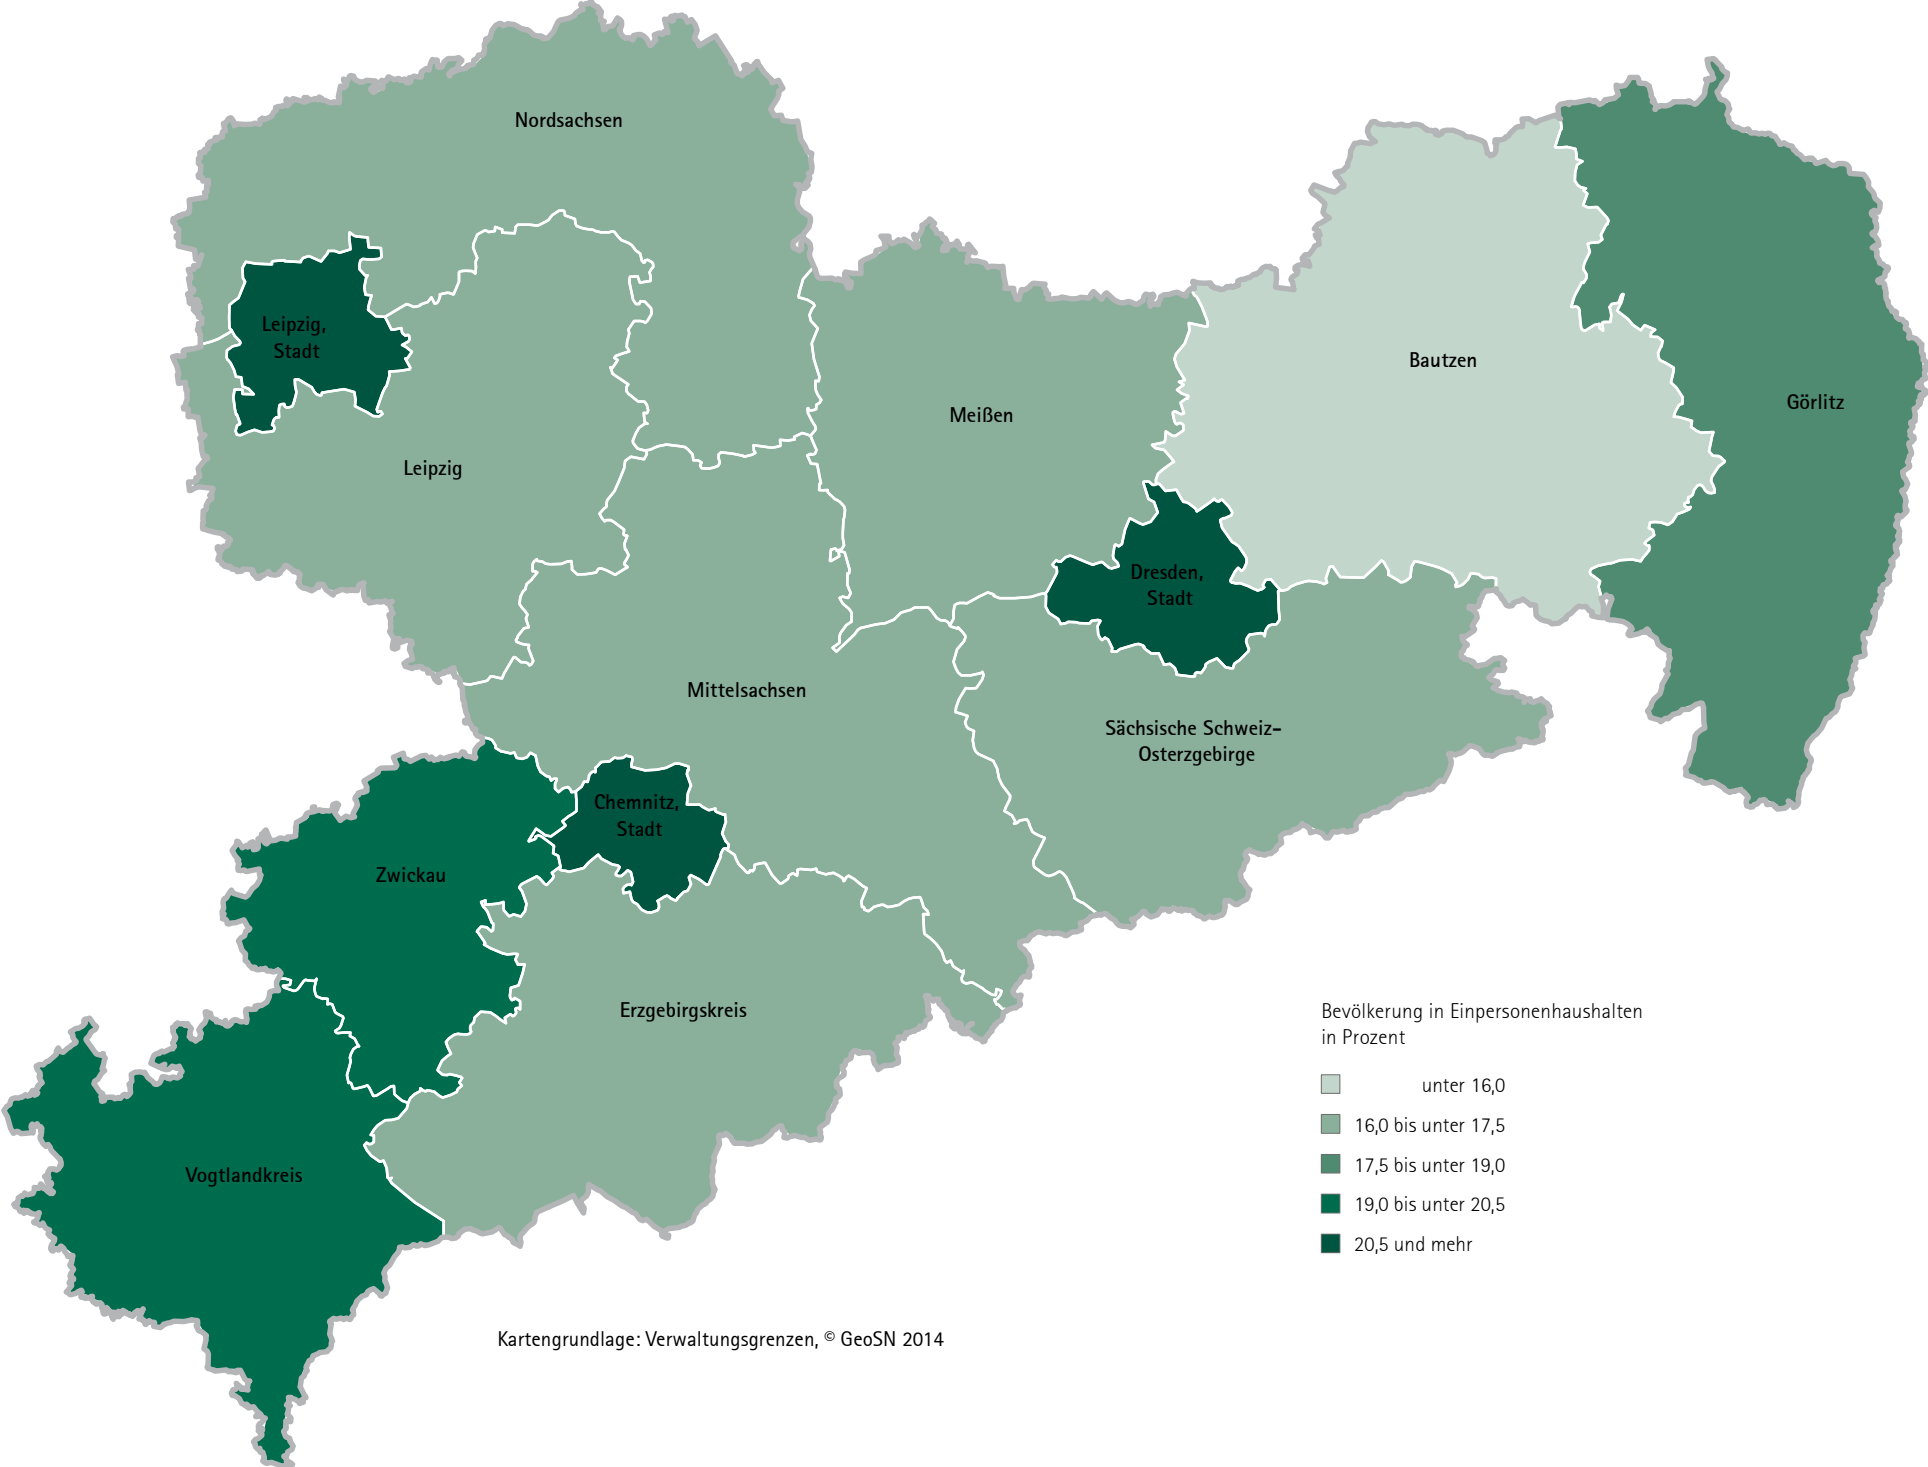 Nordsachsen
Leipzig,
Stadt
Bautzen
Görlitz
Meißen
Leipzig
Dresden,
Stadt
Mittelsachsen
Sächsische Schweiz-
Osterzgebirge
Chemnitz,
Stadt
Zwickau
Erzgebirgskreis
Vogtlandkreis
Bevölkerung in Einpersonenhaushalten
in Prozent
unter 16,0
16,0 bis unter 17,5
17,5 bis unter 19,0
19,0 bis unter 20,5
20,5 und mehr
Kartengrundlage: Verwaltungsgrenzen, © GeoSN 2014